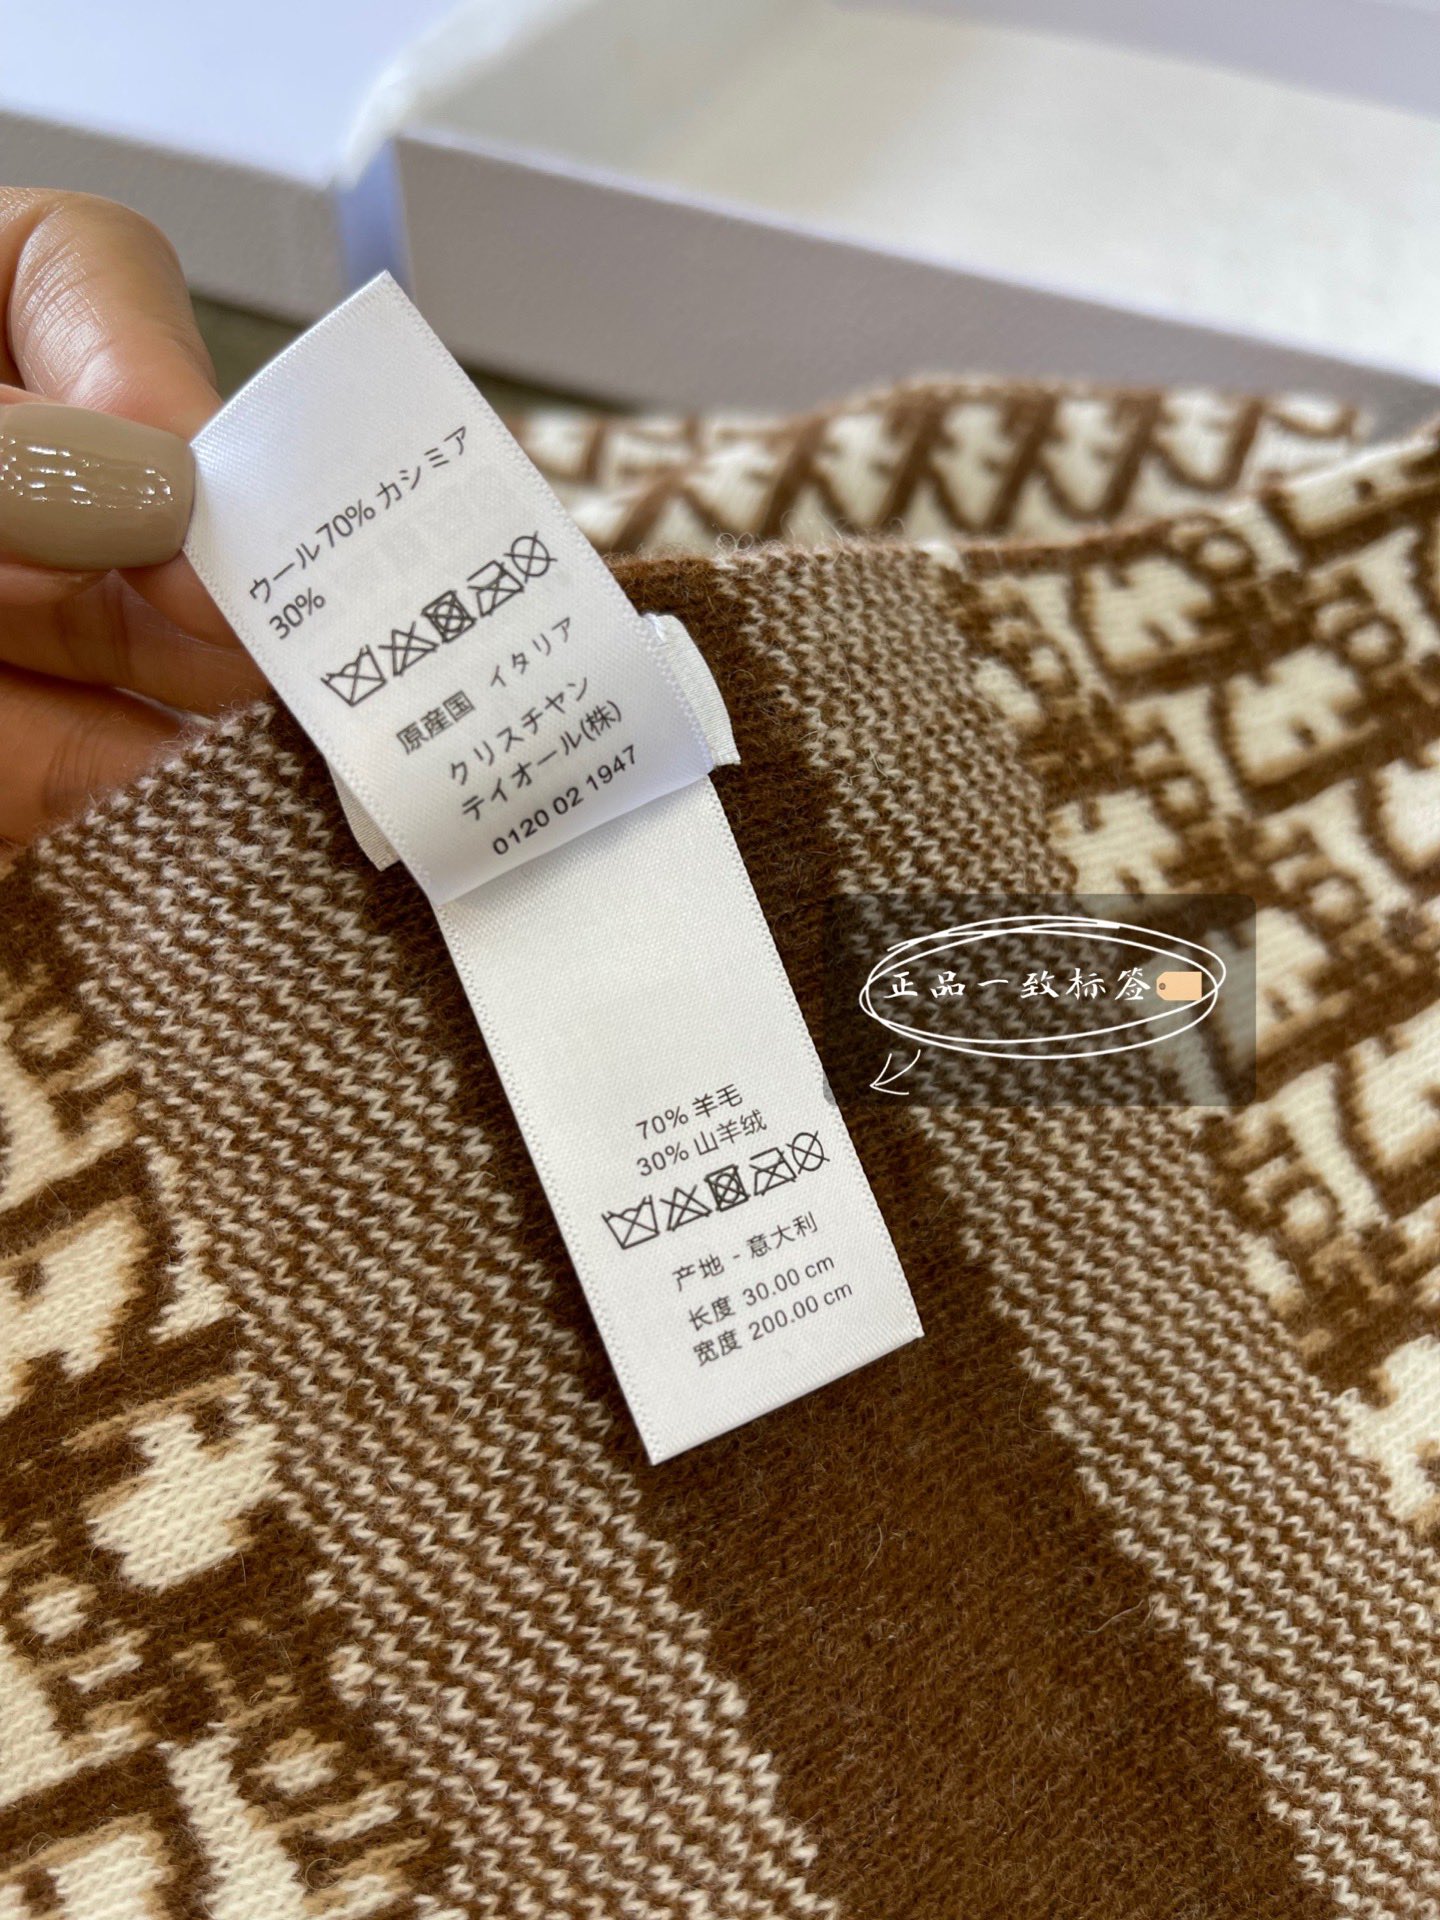 ウール70% カシミア
30%
原産国 イタリア
クリスチャン
ディオール(株)
0120 02 1947
正品一致标签
70% 羊毛
30% 山羊绒
产地 - 意大利
长度 30.00 cm
宽度 200.00 cm